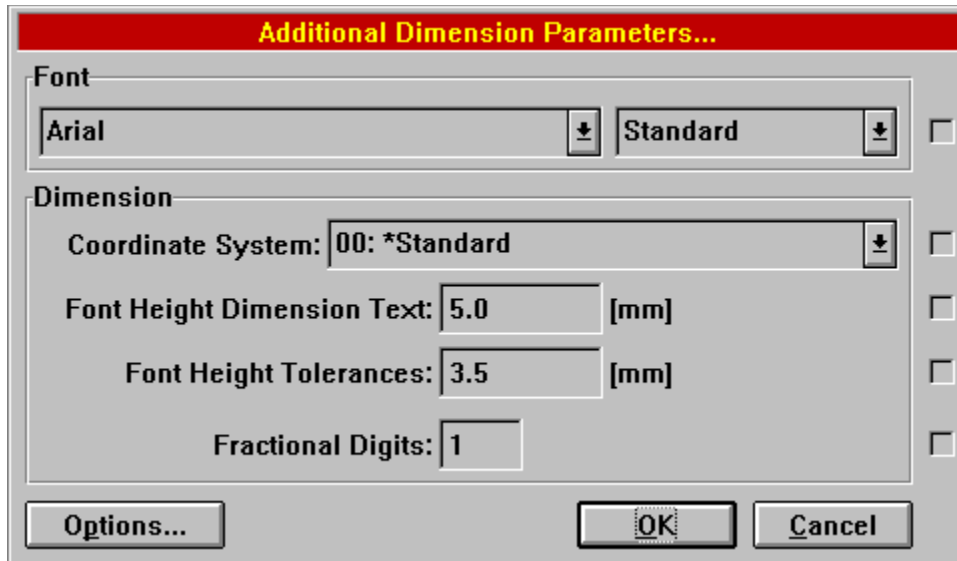 Additional Dimension Parameters...
Font
Arial Standard
Dimension
Coordinate System: 00: *Standard
Font Height Dimension Text: 5.0 [mm]
Font Height Tolerances: 3.5 [mm]
Fractional Digits: 1
Options... OK Cancel